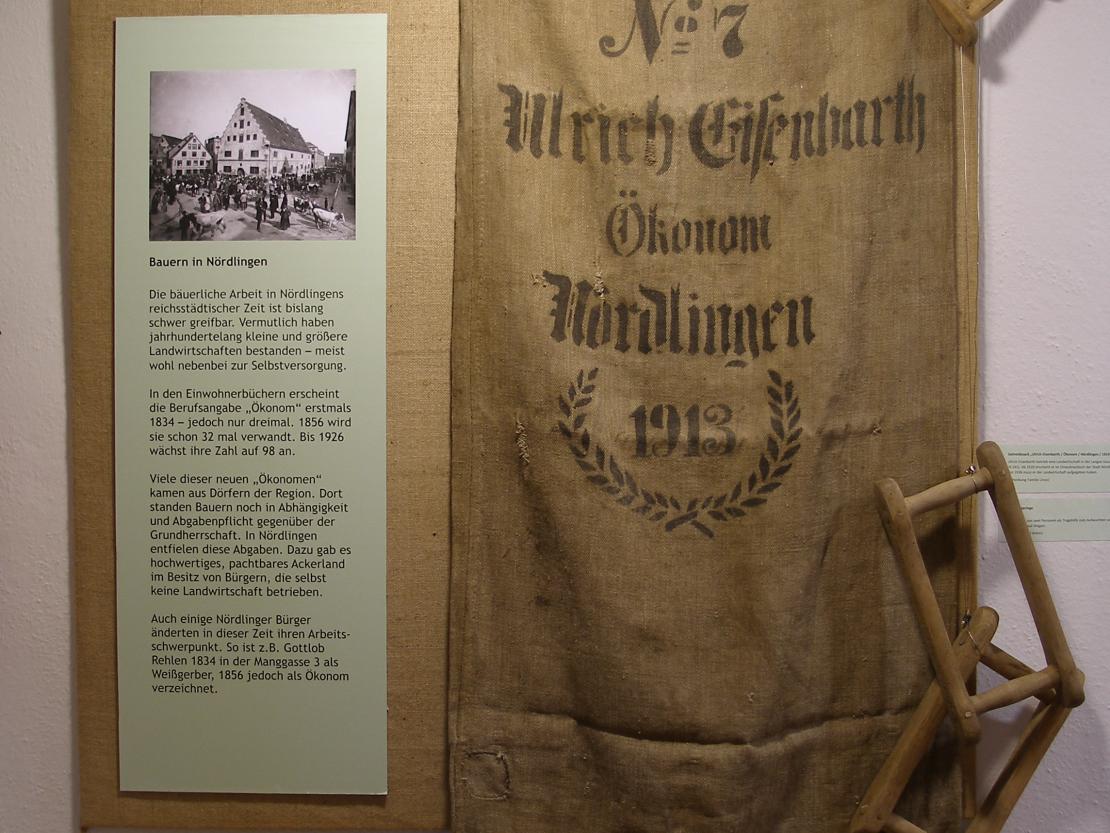 Bauern in Nördlingen
Die bäuerliche Arbeit in Nördlingens
reichsstädtischer Zeit ist bislang
schwer greifbar. Vermutlich haben
jahrhundertelang kleine und größere
Landwirtschaften bestanden – meist
wohl nebenbei zur Selbstversorgung.
In den Einwohnerbüchern erscheint
die Berufsangabe „Ökonom“ erstmals
1834 – jedoch nur dreimal. 1856 wird
sie schon 32 mal verwandt. Bis 1926
wächst ihre Zahl auf 98 an.
Viele dieser neuen „Ökonomen“
kamen aus Dörfern der Region. Dort
standen Bauern noch in Abhängigkeit
und Abgabenpflicht gegenüber der
Grundherrschaft. In Nördlingen
entfielen diese Abgaben. Dazu gab es
hochwertiges, pachtbares Ackerland
im Besitz von Bürgern, die selbst
keine Landwirtschaft betrieben.
Auch einige Nördlinger Bürger
änderten in dieser Zeit ihren Arbeits-
schwerpunkt. So ist z.B. Gottlob
Rehlen 1834 in der Manggasse 3 als
Weißgerber, 1856 jedoch als Ökonom
verzeichnet.
No 7
Ulrich Eiſenbarth
Ökonom
Nördlingen
1913